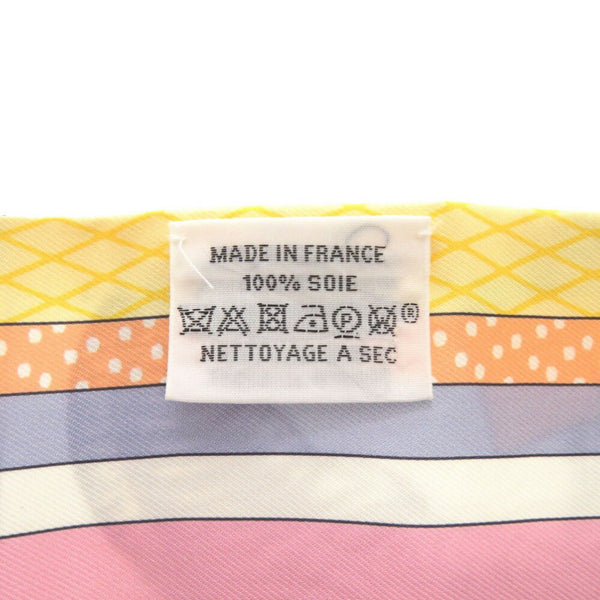 MADE IN FRANCE
100% SOIE
P W ®
NETTOYAGE A SEC